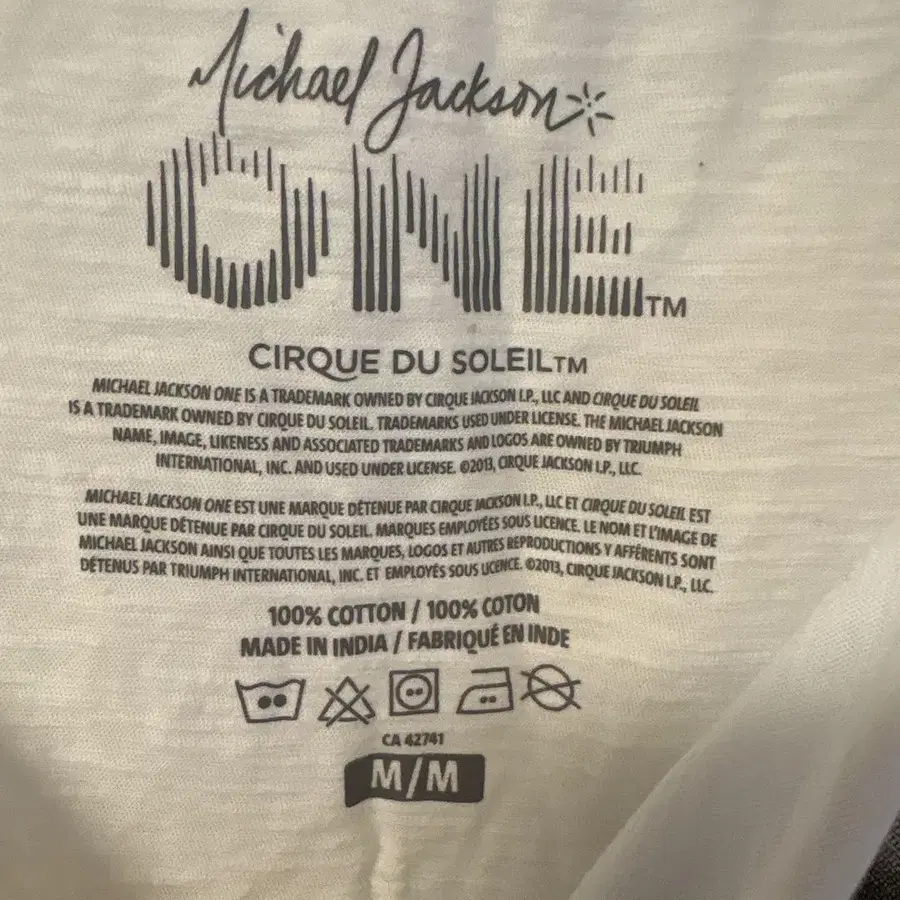 Michael Jackson
ONE™
CIRQUE DU SOLEIL™
MICHAEL JACKSON ONE IS A TRADEMARK OWNED BY CIRQUE JACKSON I.P., LLC AND CIRQUE DU SOLEIL
IS A TRADEMARK OWNED BY CIRQUE DU SOLEIL. TRADEMARKS USED UNDER LICENSE. THE MICHAEL JACKSON
NAME, IMAGE, LIKENESS AND ASSOCIATED TRADEMARKS AND LOGOS ARE OWNED BY TRIUMPH
INTERNATIONAL, INC. AND USED UNDER LICENSE. ©2013, CIRQUE JACKSON I.P., LLC.
MICHAEL JACKSON ONE EST UNE MARQUE DÉTENUE PAR CIRQUE JACKSON I.P., LLC ET CIRQUE DU SOLEIL EST
UNE MARQUE DÉTENUE PAR CIRQUE DU SOLEIL. MARQUES EMPLOYÉES SOUS LICENCE. LE NOM ET L'IMAGE DE
MICHAEL JACKSON AINSI QUE TOUTES LES MARQUES, LOGOS ET AUTRES REPRODUCTIONS Y AFFÉRENTS SONT
DÉTENUS PAR TRIUMPH INTERNATIONAL, INC. ET EMPLOYÉS SOUS LICENCE. ©2013, CIRQUE JACKSON I.P., LLC.
100% COTTON / 100% COTON
MADE IN INDIA / FABRIQUÉ EN INDE
CA 42741
M/M